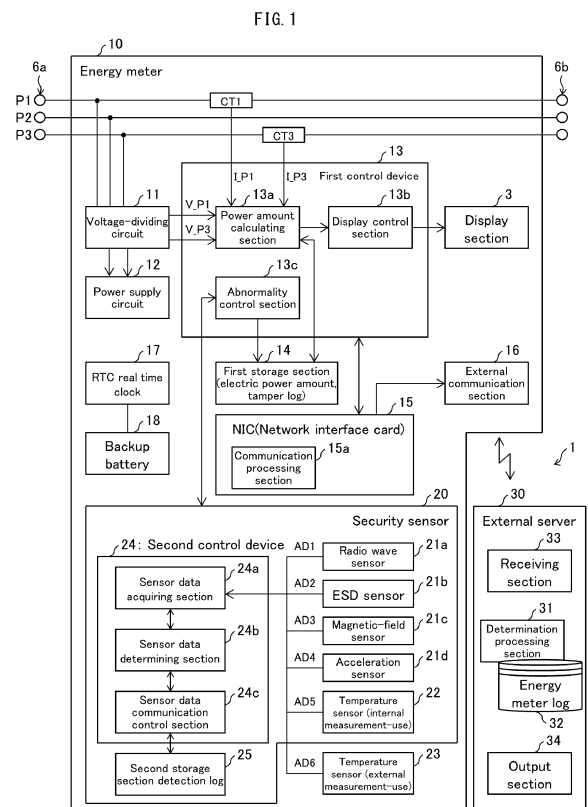 FIG. 1
10
6a
Energy meter
6b
P1
CT1
P2
P3
CT3
13
I_P1
I_P3
First control device
11
V_P1
13a
13b
3
Voltage-dividing
circuit
Power amount
calculating
section
Display control
section
Display
section
V_P3
12
13c
Power supply
circuit
Abnormality
control section
17
14
16
RTC real time
clock
First storage section
(electric power amount,
tamper log)
External
communication
section
18
15
Backup
battery
NIC(Network interface card)
15a
Communication
processing
section
1
20
30
Security sensor
External server
24: Second control device
AD1
Radio wave
sensor
21a
33
Receiving
section
24a
Sensor data
acquiring section
AD2
ESD sensor
21b
31
Determination
processing
section
24b
AD3
Magnetic-field
sensor
21c
Sensor data
determining section
AD4
Acceleration
sensor
21d
Energy
meter log
32
24c
Sensor data
communication
control section
AD5
Temperature
sensor (internal
measurement-use)
22
34
25
Second storage
section detection log
AD6
Temperature
sensor (external
measurement-use)
23
Output
section